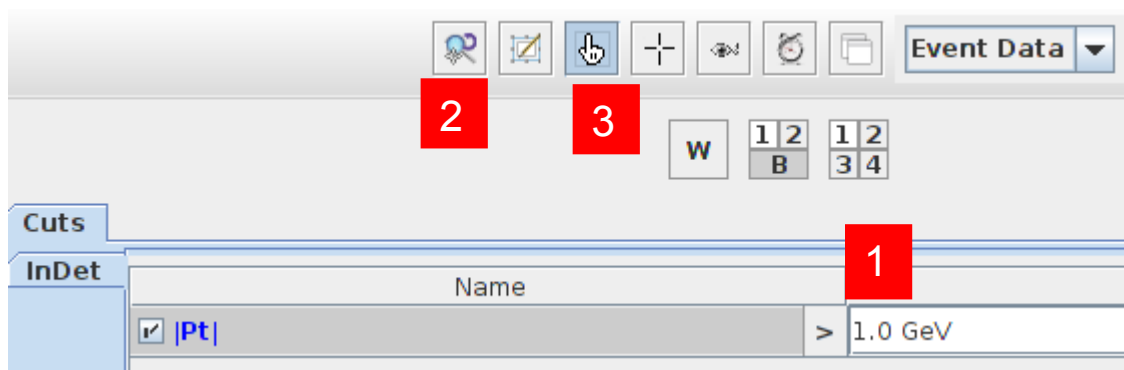 Event Data
2
3
W
1 2
B
1 2
3 4
Cuts
InDet
1
Name
|Pt|
>
1.0 GeV